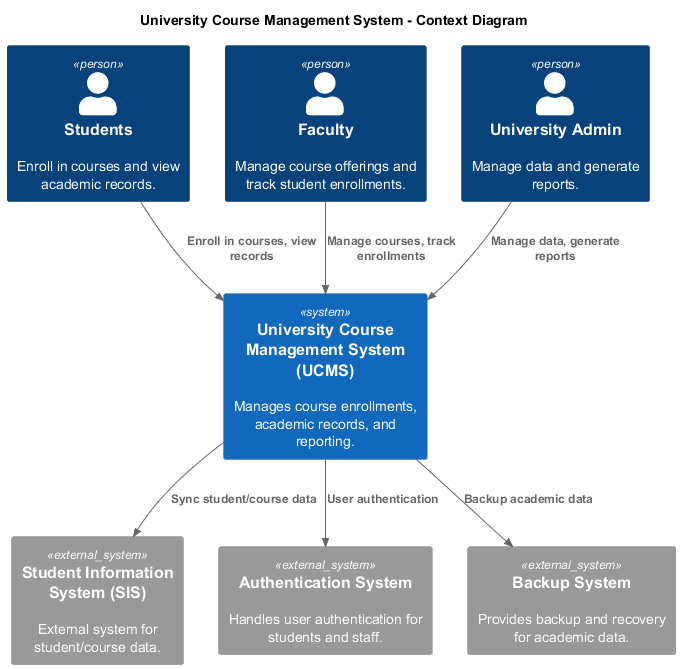 University Course Management System - Context Diagram
«person»
Students
Enroll in courses and view
academic records.
«person»
Faculty
Manage course offerings and
track student enrollments.
«person»
University Admin
Manage data and generate
reports.
Enroll in courses, view
records
Manage courses, track
enrollments
Manage data, generate
reports
«system»
University Course
Management System
(UCMS)
Manages course enrollments,
academic records, and
reporting.
Sync student/course data
User authentication
Backup academic data
«external_system»
Student Information
System (SIS)
External system for
student/course data.
«external_system»
Authentication System
Handles user authentication for
students and staff.
«external_system»
Backup System
Provides backup and recovery
for academic data.